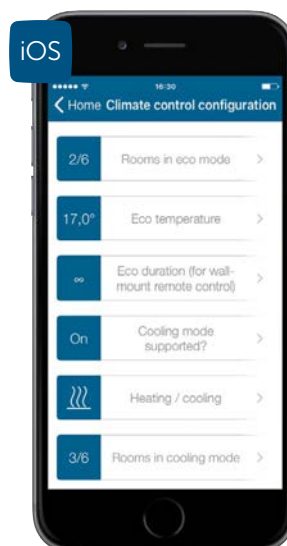 iOS
16:30
Home Climate control configuration
2/6 Rooms in eco mode
17,0° Eco temperature
∞ Eco duration (for wall-
mount remote control)
On Cooling mode
supported?
Heating / cooling
3/6 Rooms in cooling mode